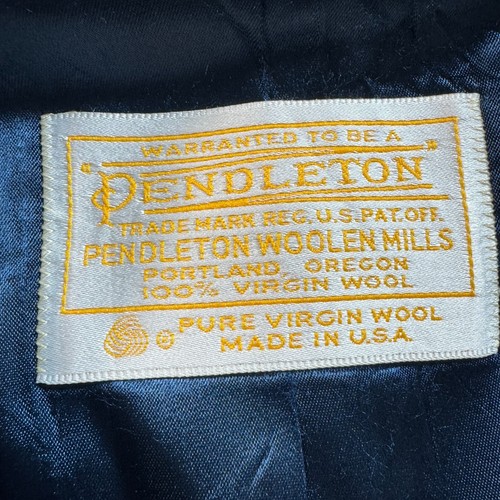 WARRANTED TO BE A
"PENDLETON"
TRADE MARK REG. U.S. PAT. OFF.
PENDLETON WOOLEN MILLS
PORTLAND, OREGON
100% VIRGIN WOOL
PURE VIRGIN WOOL
MADE IN U.S.A.